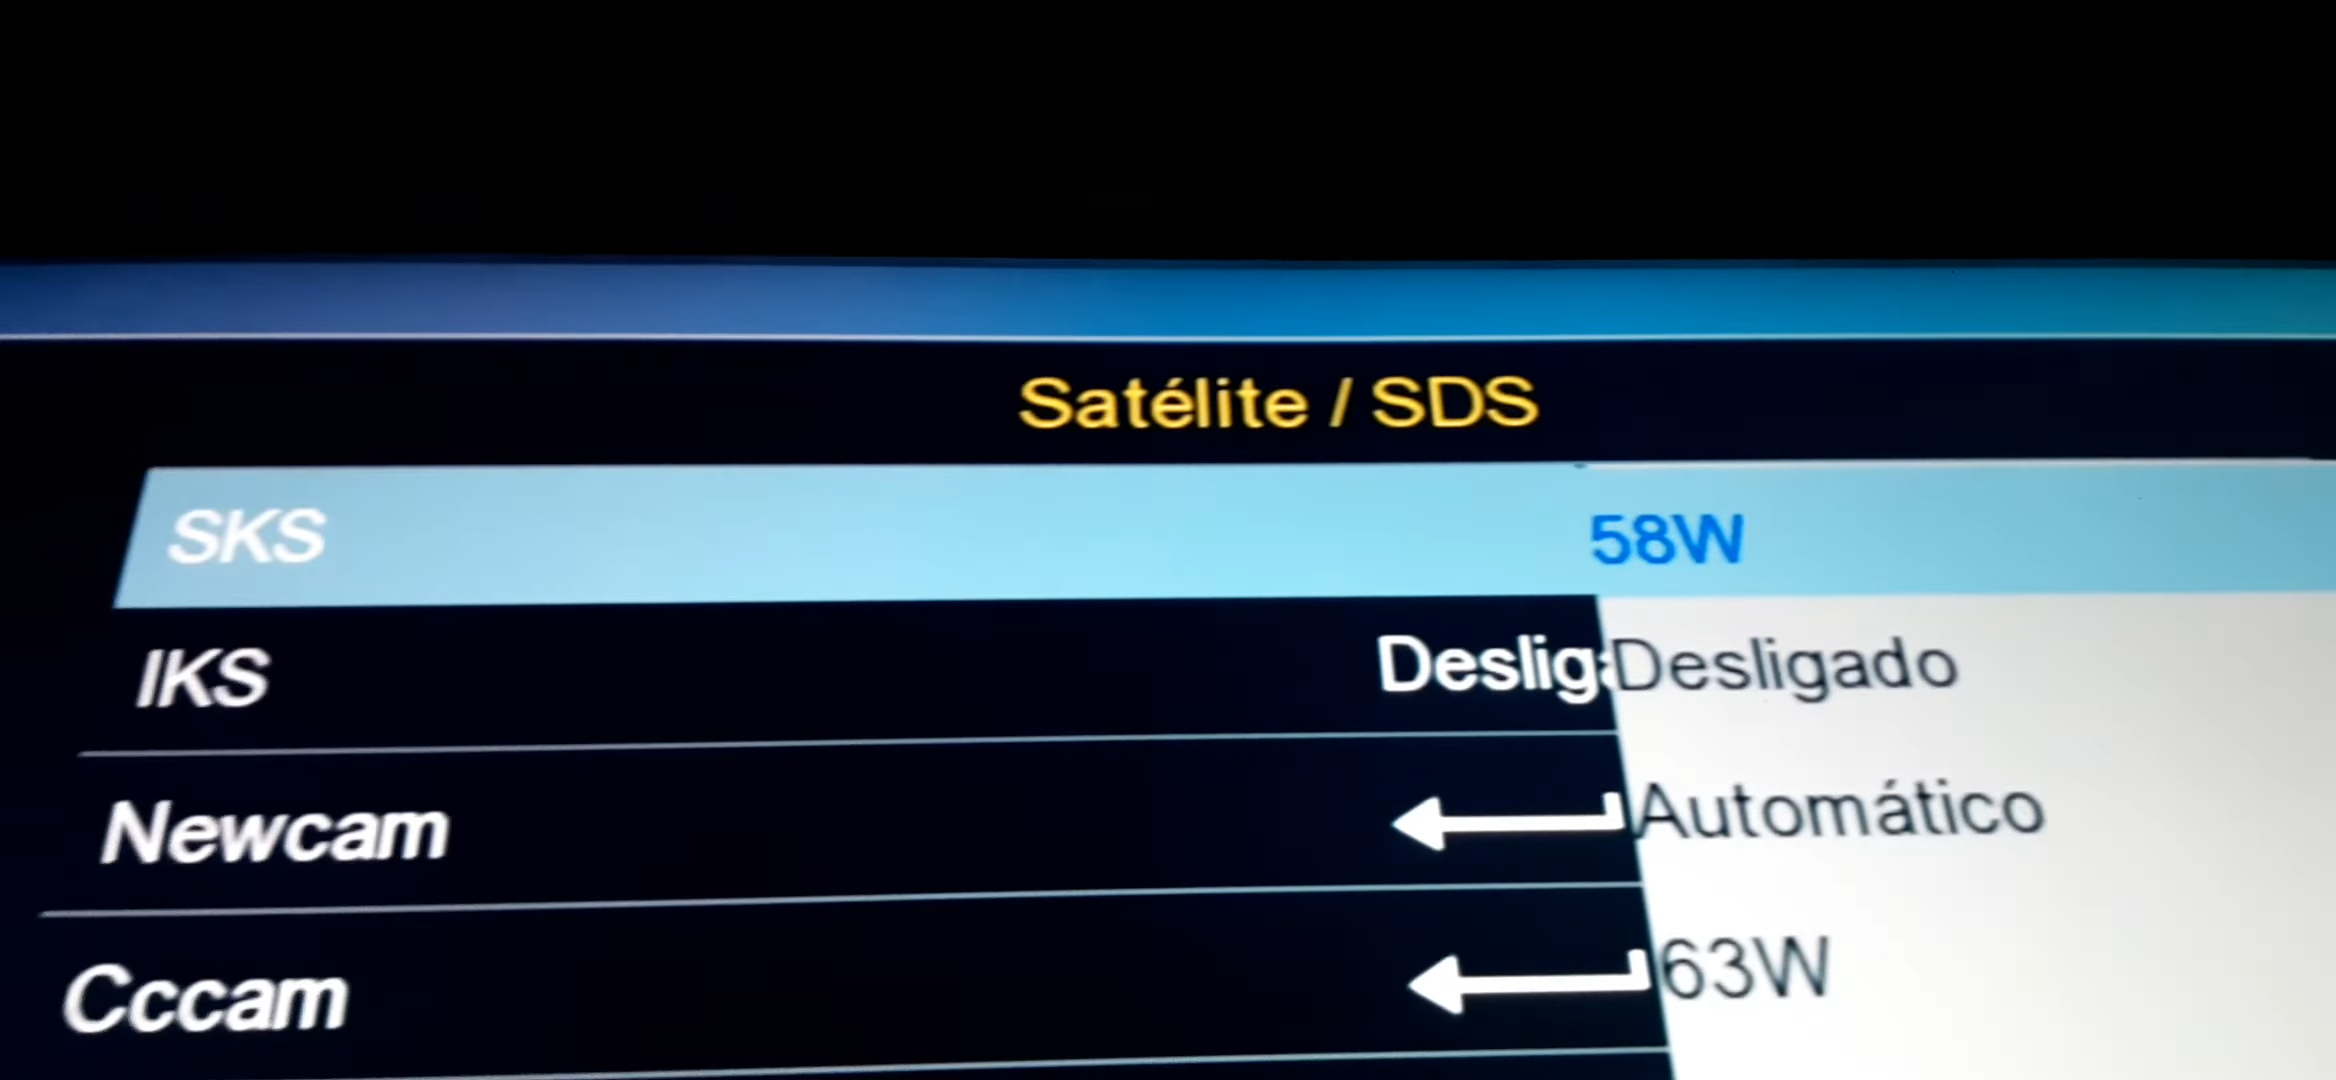 Satélite / SDS
SKS 58W
IKS Deslig Desligado
Newcam Automático
Cccam 63W